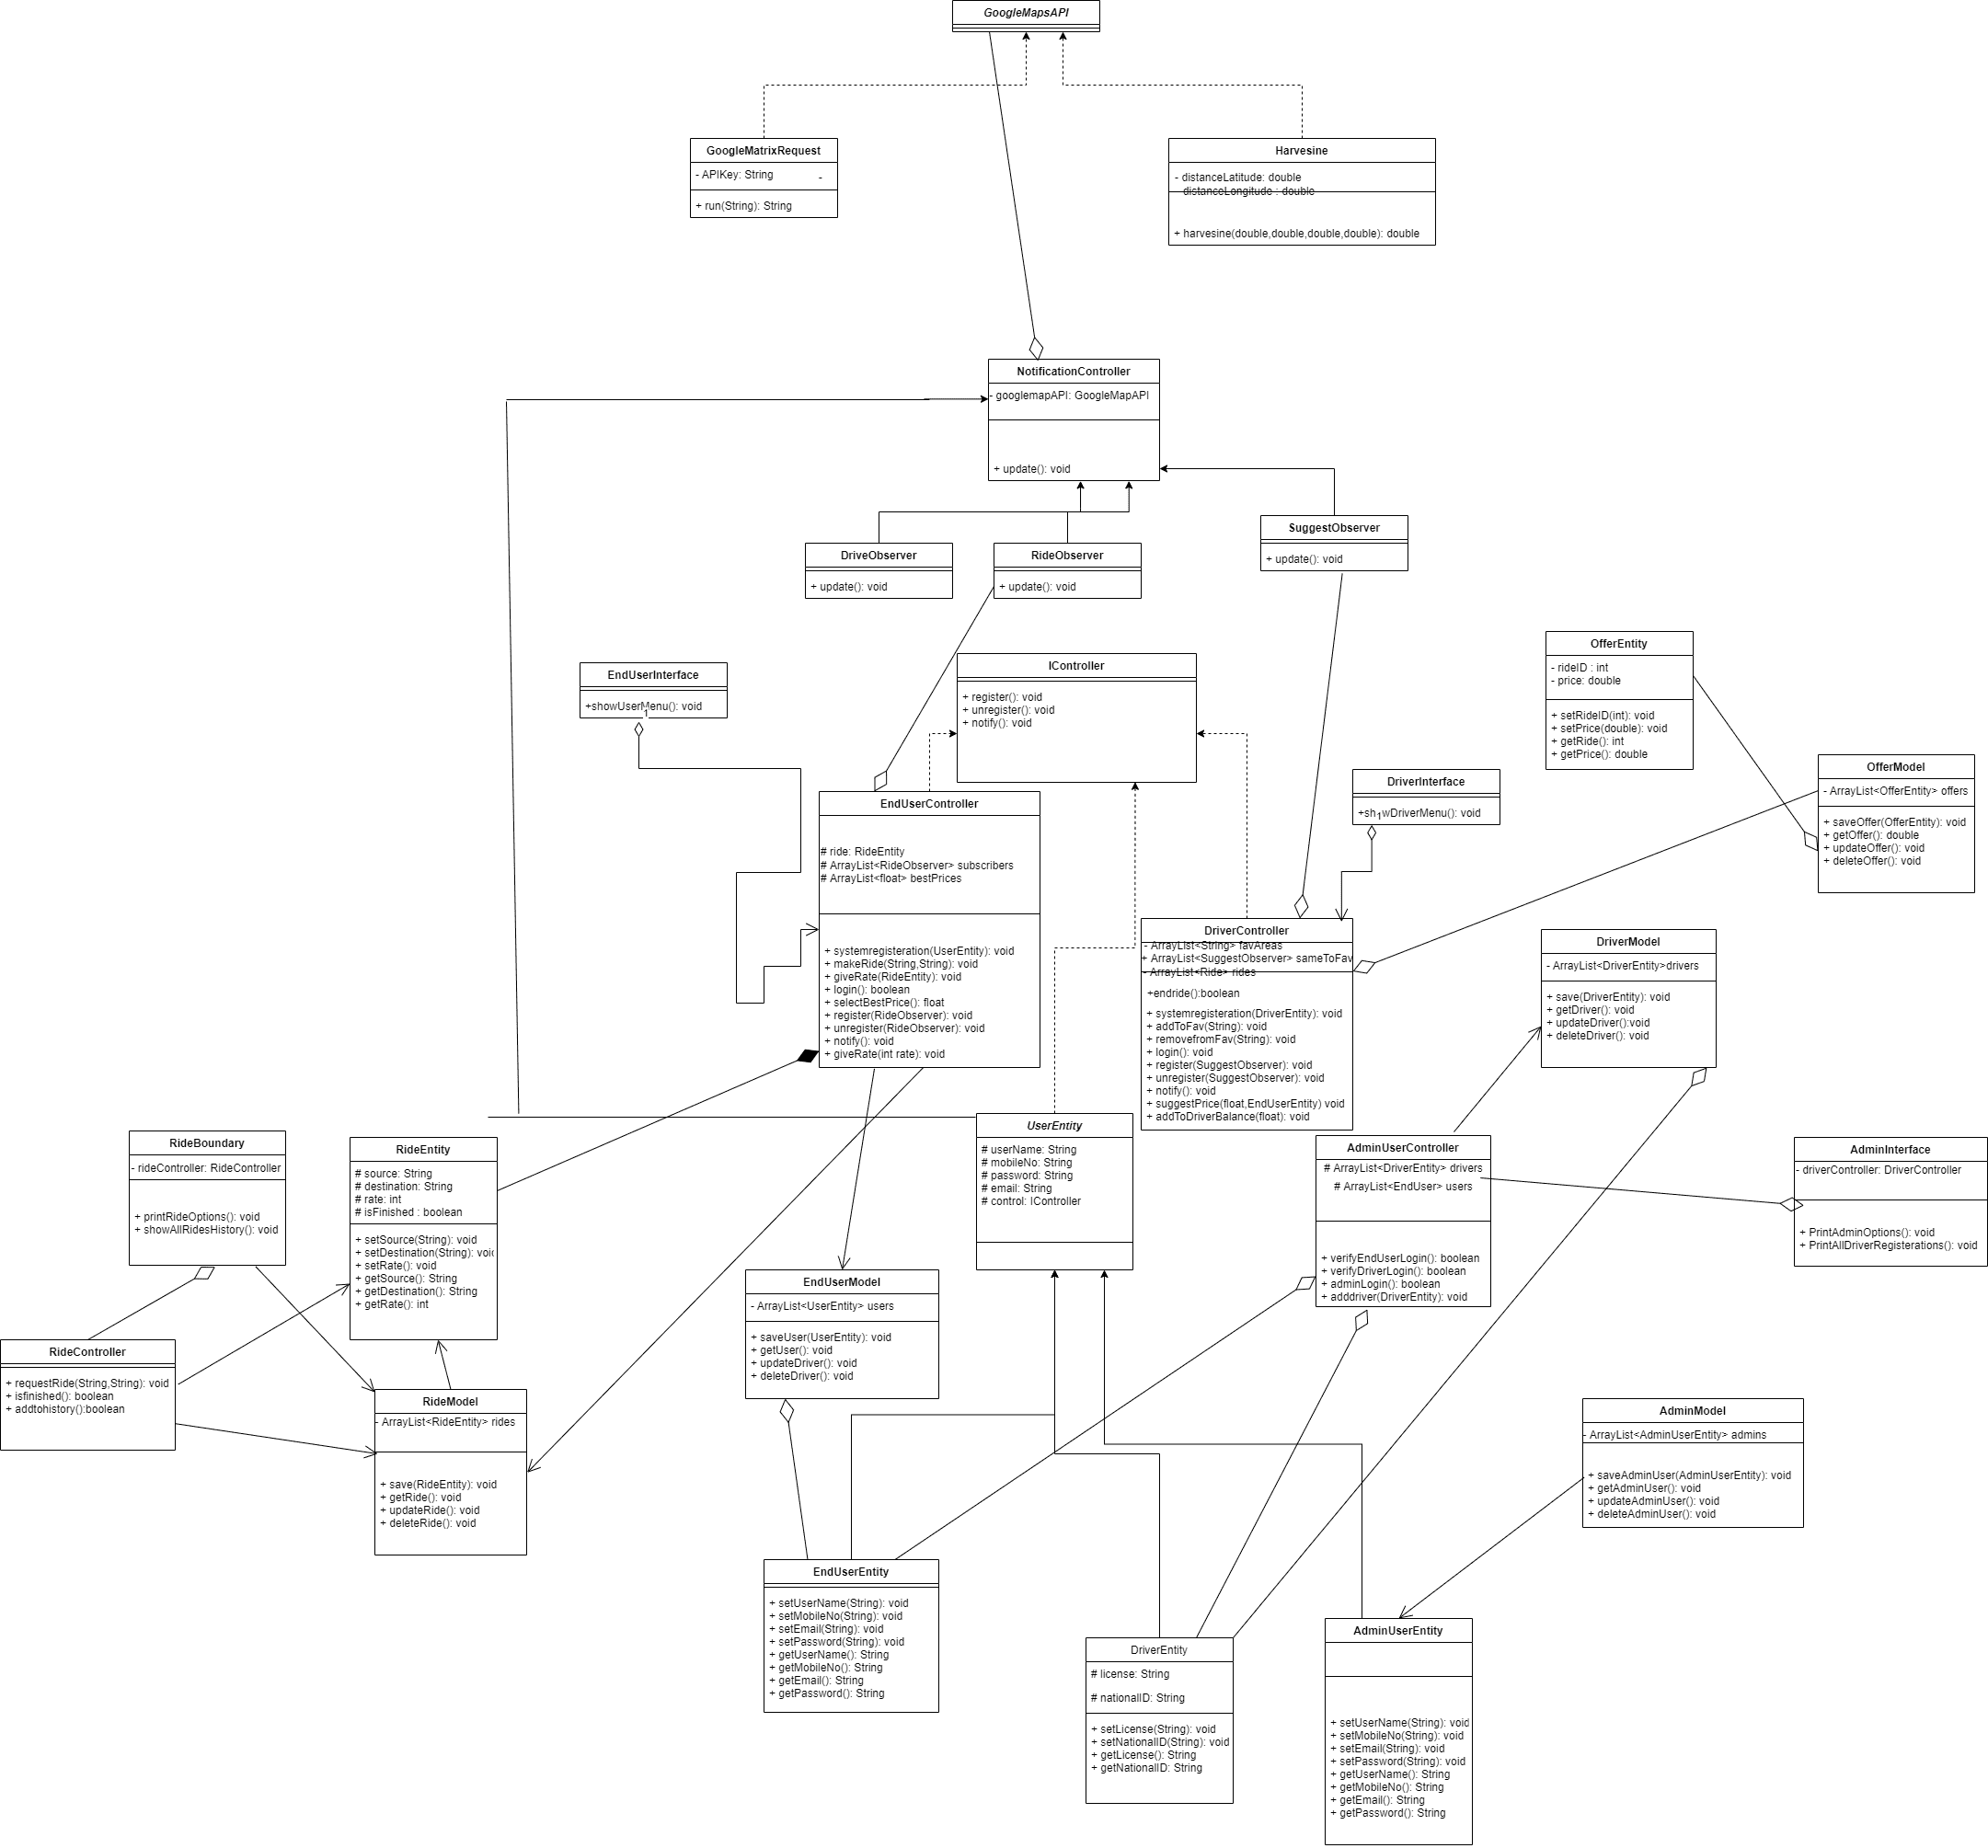 GoogleMapsAPI
GoogleMatrixRequest
- APIKey: String
-
+ run(String): String
Harvesine
- distanceLatitude: double
- distanceLongitude : double
+ harvesine(double,double,double,double): double
NotificationController
- googlemapAPI: GoogleMapAPI
+ update(): void
SuggestObserver
+ update(): void
DriveObserver
+ update(): void
RideObserver
+ update(): void
OfferEntity
- rideID : int
- price: double
+ setRideID(int): void
+ setPrice(double): void
+ getRide(): int
+ getPrice(): double
EndUserInterface
+showUserMenu(): void
1
IController
+ register(): void
+ unregister(): void
+ notify(): void
OfferModel
- ArrayList<OfferEntity> offers
+ saveOffer(OfferEntity): void
+ getOffer(): double
+ updateOffer(): void
+ deleteOffer(): void
DriverInterface
+sh1wDriverMenu(): void
EndUserController
# ride: RideEntity
# ArrayList<RideObserver> subscribers
# ArrayList<float> bestPrices
+ systemregisteration(UserEntity): void
+ makeRide(String,String): void
+ giveRate(RideEntity): void
+ login(): boolean
+ selectBestPrice(): float
+ register(RideObserver): void
+ unregister(RideObserver): void
+ notify(): void
+ giveRate(int rate): void
DriverController
- ArrayList<String> favAreas
+ ArrayList<SuggestObserver> sameToFav
- ArrayList<Ride> rides
+endride():boolean
+ systemregisteration(DriverEntity): void
+ addToFav(String): void
+ removefromFav(String): void
+ login(): void
+ register(SuggestObserver): void
+ unregister(SuggestObserver): void
+ notify(): void
+ suggestPrice(float,EndUserEntity) void
+ addToDriverBalance(float): void
DriverModel
- ArrayList<DriverEntity>drivers
+ save(DriverEntity): void
+ getDriver(): void
+ updateDriver():void
+ deleteDriver(): void
RideBoundary
- rideController: RideController
+ printRideOptions(): void
+ showAllRidesHistory(): void
RideEntity
# source: String
# destination: String
# rate: int
# isFinished : boolean
+ setSource(String): void
+ setDestination(String): void
+ setRate(): void
+ getSource(): String
+ getDestination(): String
+ getRate(): int
UserEntity
# userName: String
# mobileNo: String
# password: String
# email: String
# control: IController
AdminUserController
# ArrayList<DriverEntity> drivers
# ArrayList<EndUser> users
+ verifyEndUserLogin(): boolean
+ verifyDriverLogin(): boolean
+ adminLogin(): boolean
+ adddriver(DriverEntity): void
AdminInterface
- driverController: DriverController
+ PrintAdminOptions(): void
+ PrintAllDriverRegisterations(): void
EndUserModel
- ArrayList<UserEntity> users
+ saveUser(UserEntity): void
+ getUser(): void
+ updateDriver(): void
+ deleteDriver(): void
RideController
+ requestRide(String,String): void
+ isfinished(): boolean
+ addtohistory():boolean
RideModel
- ArrayList<RideEntity> rides
+ save(RideEntity): void
+ getRide(): void
+ updateRide(): void
+ deleteRide(): void
AdminModel
- ArrayList<AdminUserEntity> admins
+ saveAdminUser(AdminUserEntity): void
+ getAdminUser(): void
+ updateAdminUser(): void
+ deleteAdminUser(): void
EndUserEntity
+ setUserName(String): void
+ setMobileNo(String): void
+ setEmail(String): void
+ setPassword(String): void
+ getUserName(): String
+ getMobileNo(): String
+ getEmail(): String
+ getPassword(): String
DriverEntity
# license: String
# nationalID: String
+ setLicense(String): void
+ setNationalID(String): void
+ getLicense(): String
+ getNationalID: String
AdminUserEntity
+ setUserName(String): void
+ setMobileNo(String): void
+ setEmail(String): void
+ setPassword(String): void
+ getUserName(): String
+ getMobileNo(): String
+ getEmail(): String
+ getPassword(): String